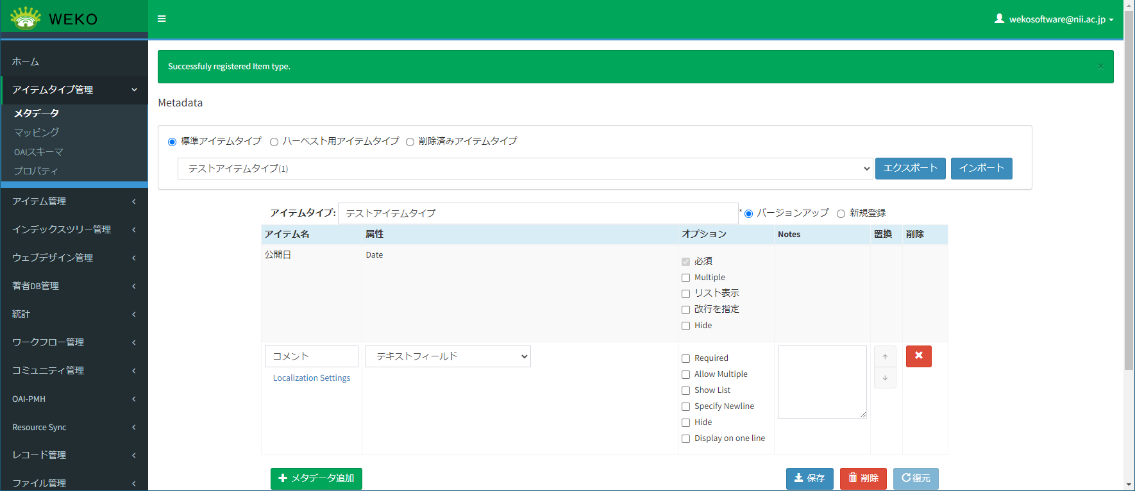 WEKO
wekosoftware@nii.ac.jp
ホーム
アイテムタイプ管理
メタデータ
マッピング
OAIスキーマ
プロパティ
アイテム管理
インデックスツリー管理
ウェブデザイン管理
著者DB管理
統計
ワークフロー管理
コミュニティ管理
OAI-PMH
Resource Sync
レコード管理
ファイル管理
Successfuly registered Item type. ×
Metadata
標準アイテムタイプ ハーベスト用アイテムタイプ 削除済みアイテムタイプ
テストアイテムタイプ(1) エクスポート インポート
アイテムタイプ: テストアイテムタイプ * バージョンアップ 新規登録
アイテム名 属性 オプション Notes 置換 削除
公開日 Date
必須
Multiple
リスト表示
改行を指定
Hide
コメント テキストフィールド
Localization Settings
Required
Allow Multiple
Show List
Specify Newline
Hide
Display on one line
メタデータ追加 保存 削除 復元